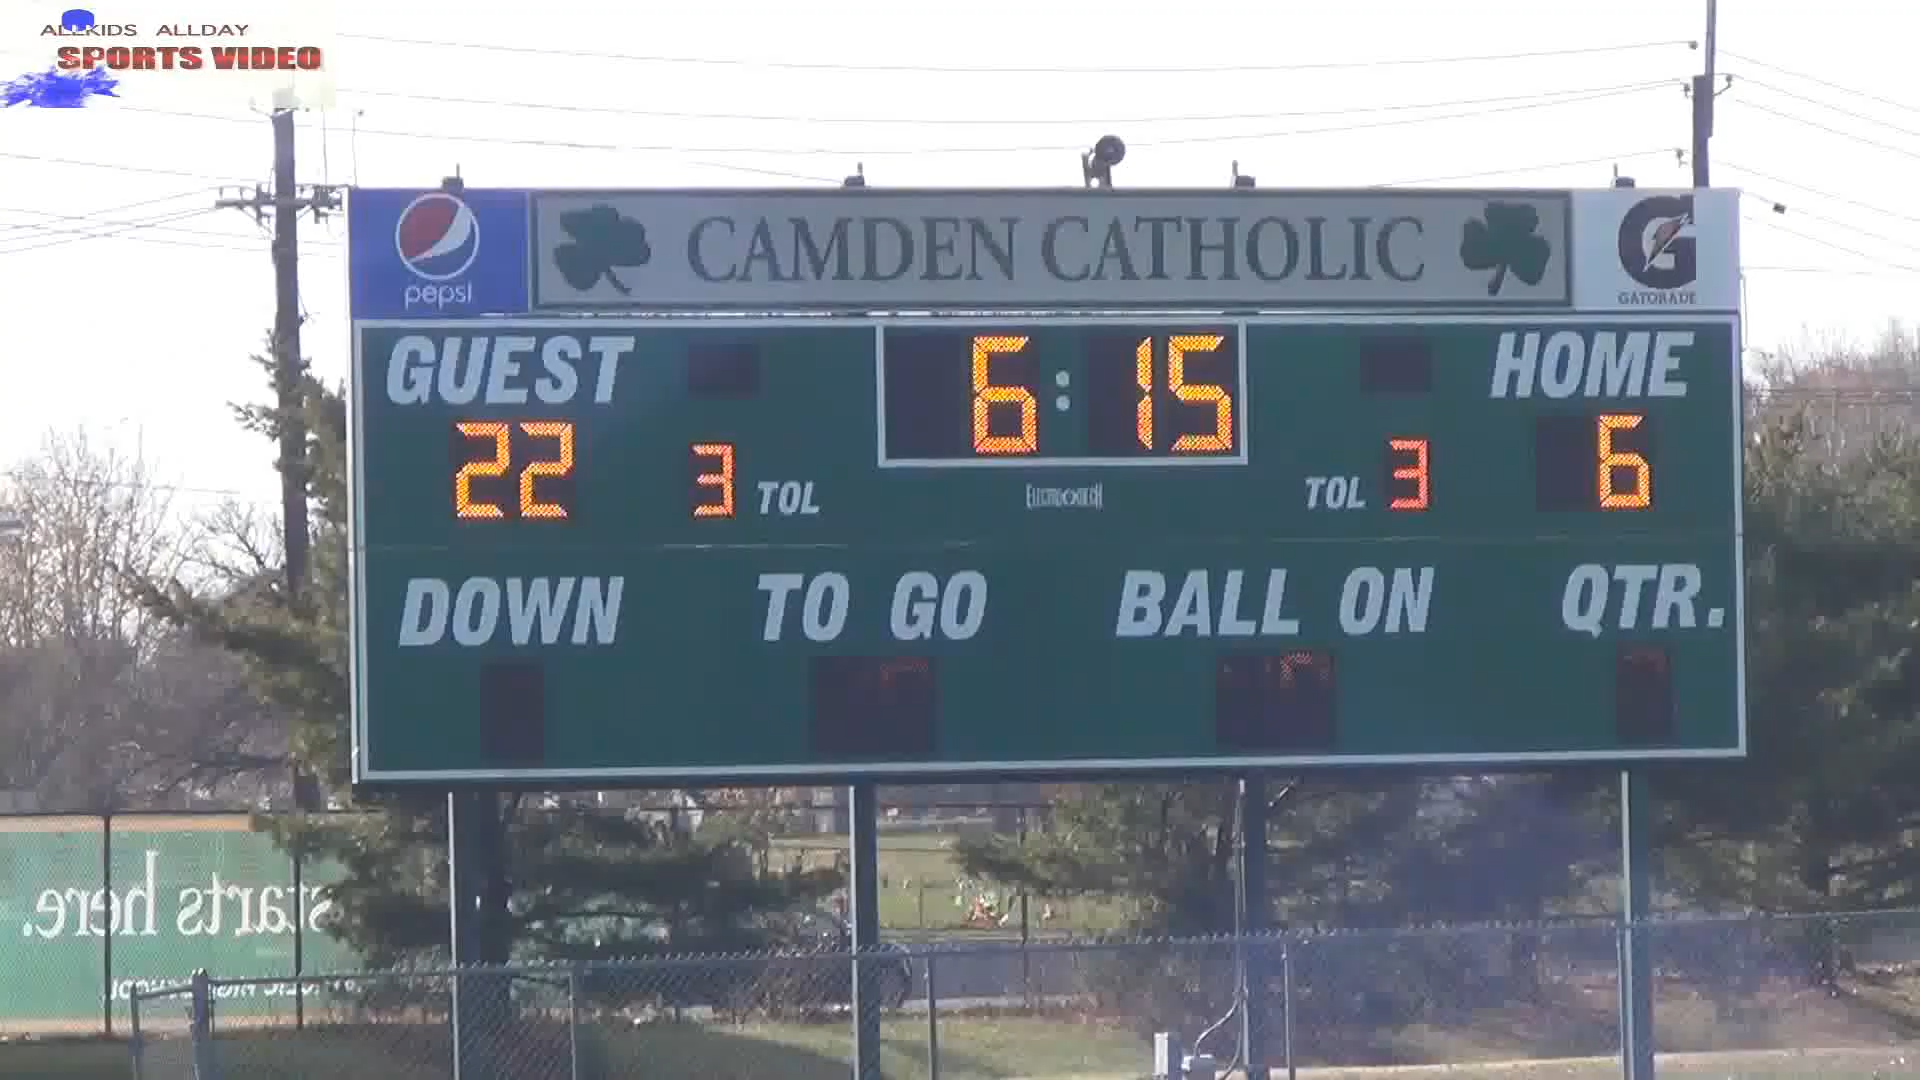 ALLKIDS ALLDAY
SPORTS VIDEO
pepsi
CAMDEN CATHOLIC
G
GATORADE
GUEST
6:15
HOME
22
3 TOL
TOL 3
6
DOWN
TO GO
BALL ON
QTR.
starts here.